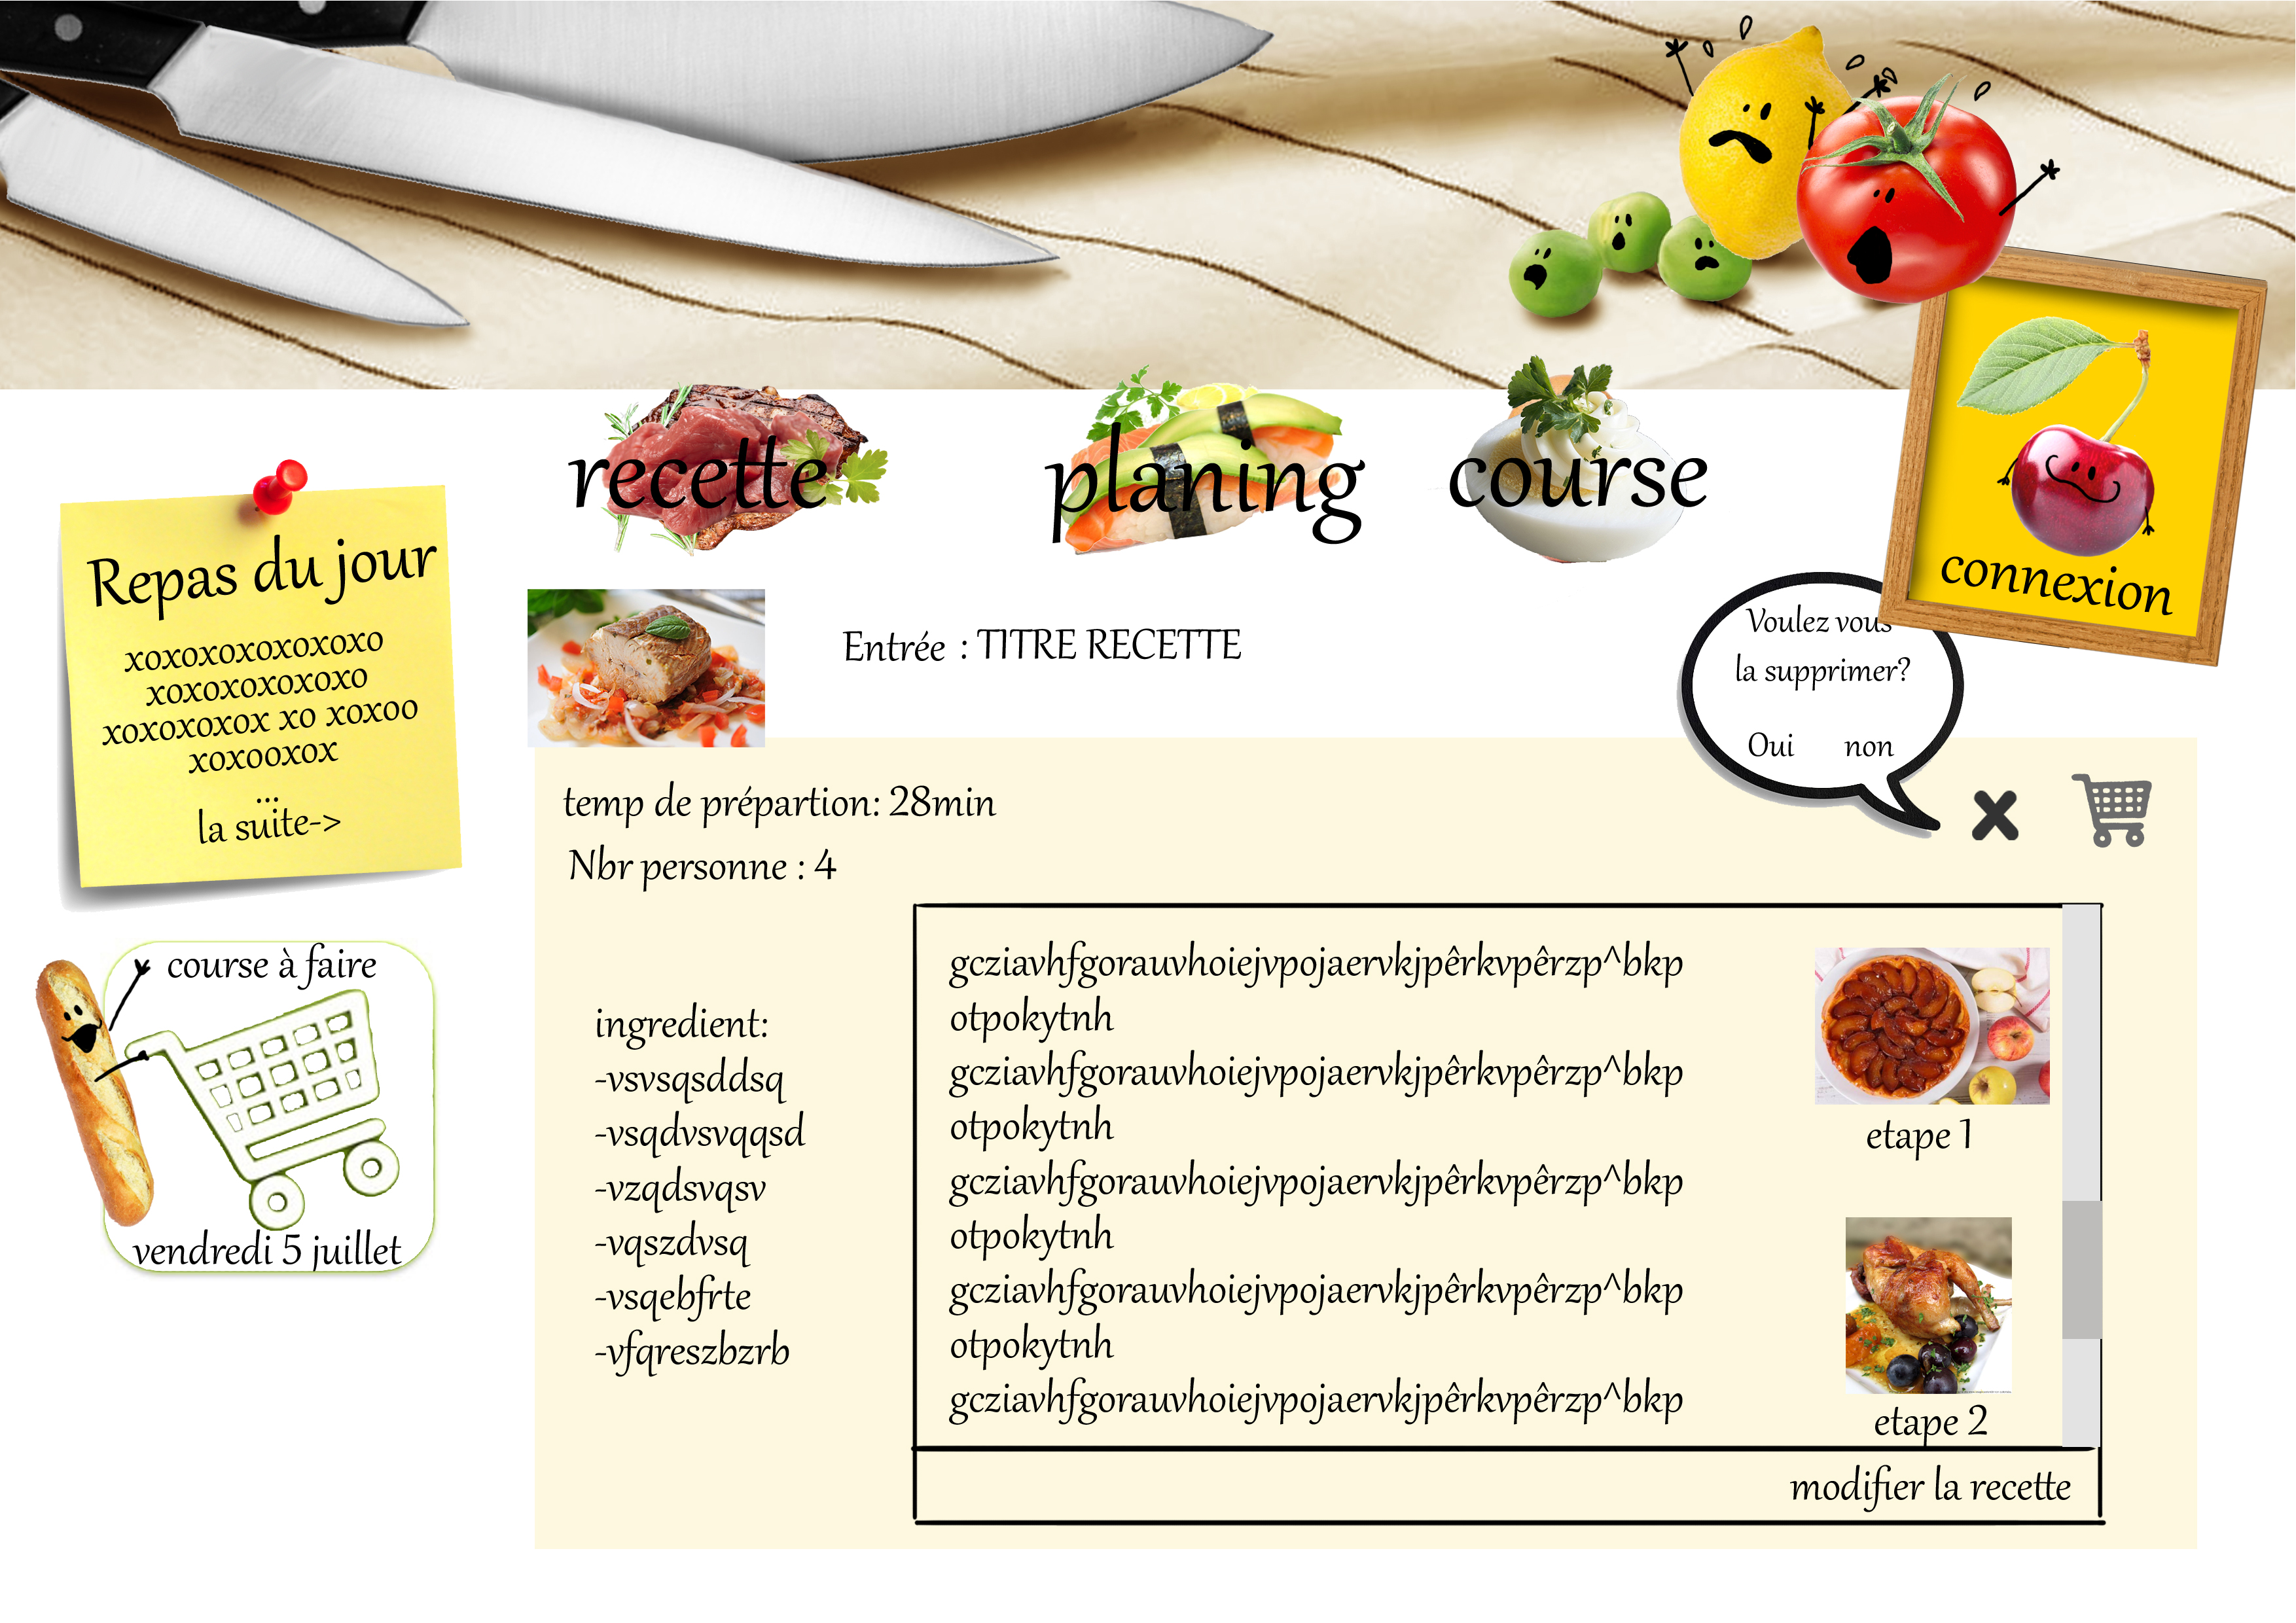 recette
planing
course
connexion
Repas du jour
xoxoxoxoxoxoxo
xoxoxoxoxoxo
xoxoxoxox xo xoxoo
xoxooxox
...
la suite->
Entrée : TITRE RECETTE
Voulez vous
la supprimer?
Oui non
temp de prépartion: 28min
Nbr personne : 4
course à faire
vendredi 5 juillet
ingredient:
-vsvsqsddsq
-vsqdvsvqqsd
-vzqdsvqsv
-vqszdvsq
-vsqebfrte
-vfqreszbzrb
gcziavhfgorauvhoiejvpojaervkjpêrkvpêrzp^bkp
otpokytnh
gcziavhfgorauvhoiejvpojaervkjpêrkvpêrzp^bkp
otpokytnh
gcziavhfgorauvhoiejvpojaervkjpêrkvpêrzp^bkp
otpokytnh
gcziavhfgorauvhoiejvpojaervkjpêrkvpêrzp^bkp
otpokytnh
gcziavhfgorauvhoiejvpojaervkjpêrkvpêrzp^bkp
etape 1
etape 2
modifier la recette